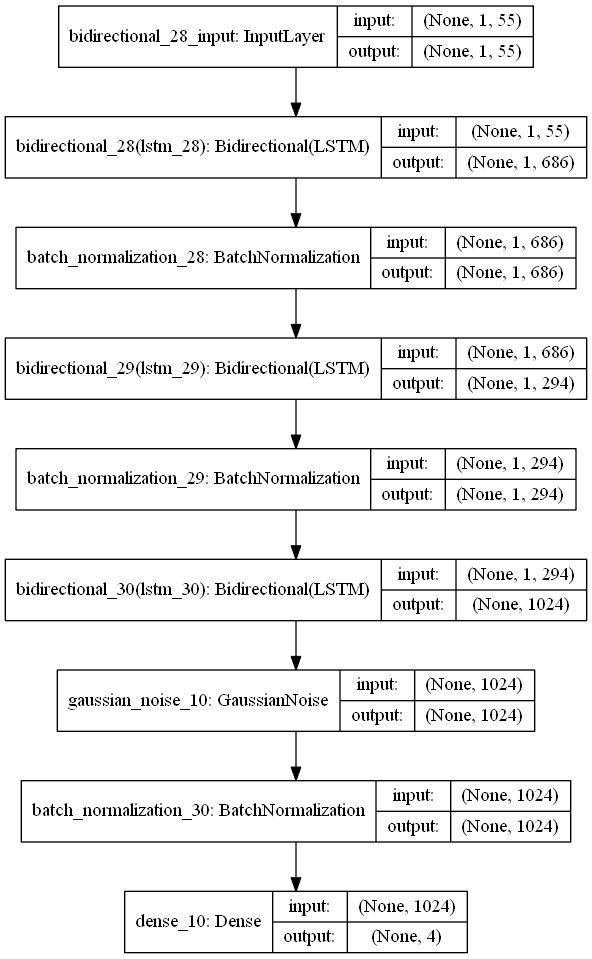 bidirectional_28_input: InputLayer
input: (None, 1, 55)
output: (None, 1, 55)
bidirectional_28(lstm_28): Bidirectional(LSTM)
input: (None, 1, 55)
output: (None, 1, 686)
batch_normalization_28: BatchNormalization
input: (None, 1, 686)
output: (None, 1, 686)
bidirectional_29(lstm_29): Bidirectional(LSTM)
input: (None, 1, 686)
output: (None, 1, 294)
batch_normalization_29: BatchNormalization
input: (None, 1, 294)
output: (None, 1, 294)
bidirectional_30(lstm_30): Bidirectional(LSTM)
input: (None, 1, 294)
output: (None, 1024)
gaussian_noise_10: GaussianNoise
input: (None, 1024)
output: (None, 1024)
batch_normalization_30: BatchNormalization
input: (None, 1024)
output: (None, 1024)
dense_10: Dense
input: (None, 1024)
output: (None, 4)